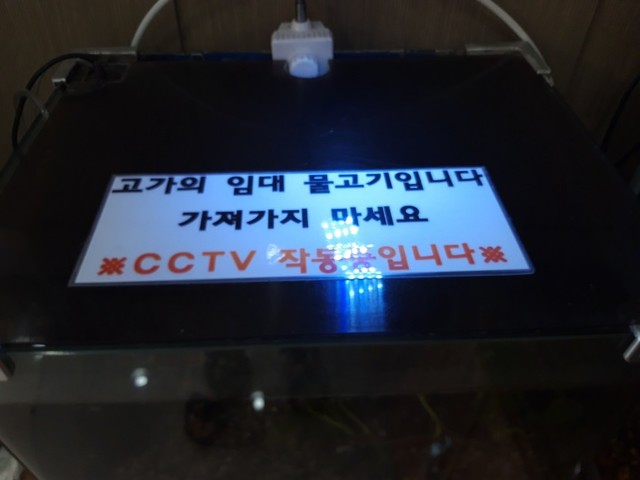 고가의 임대 물고기입니다
가져가지 마세요
※CCTV 작동중입니다※